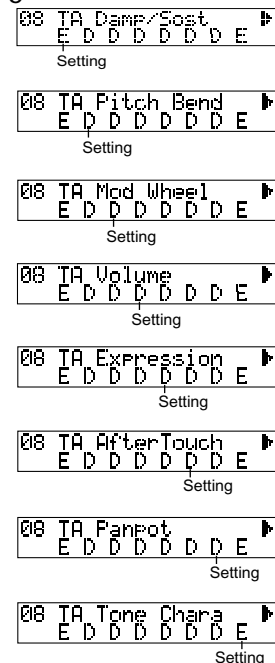 08 TA Damp/Sost
E D D D D D D E
Setting
08 TA Pitch Bend
E D D D D D D E
Setting
08 TA Mod Wheel
E D D D D D D E
Setting
08 TA Volume
E D D D D D D E
Setting
08 TA Expression
E D D D D D D E
Setting
08 TA AfterTouch
E D D D D D D E
Setting
08 TA Panpot
E D D D D D D E
Setting
08 TA Tone Chara
E D D D D D D E
Setting